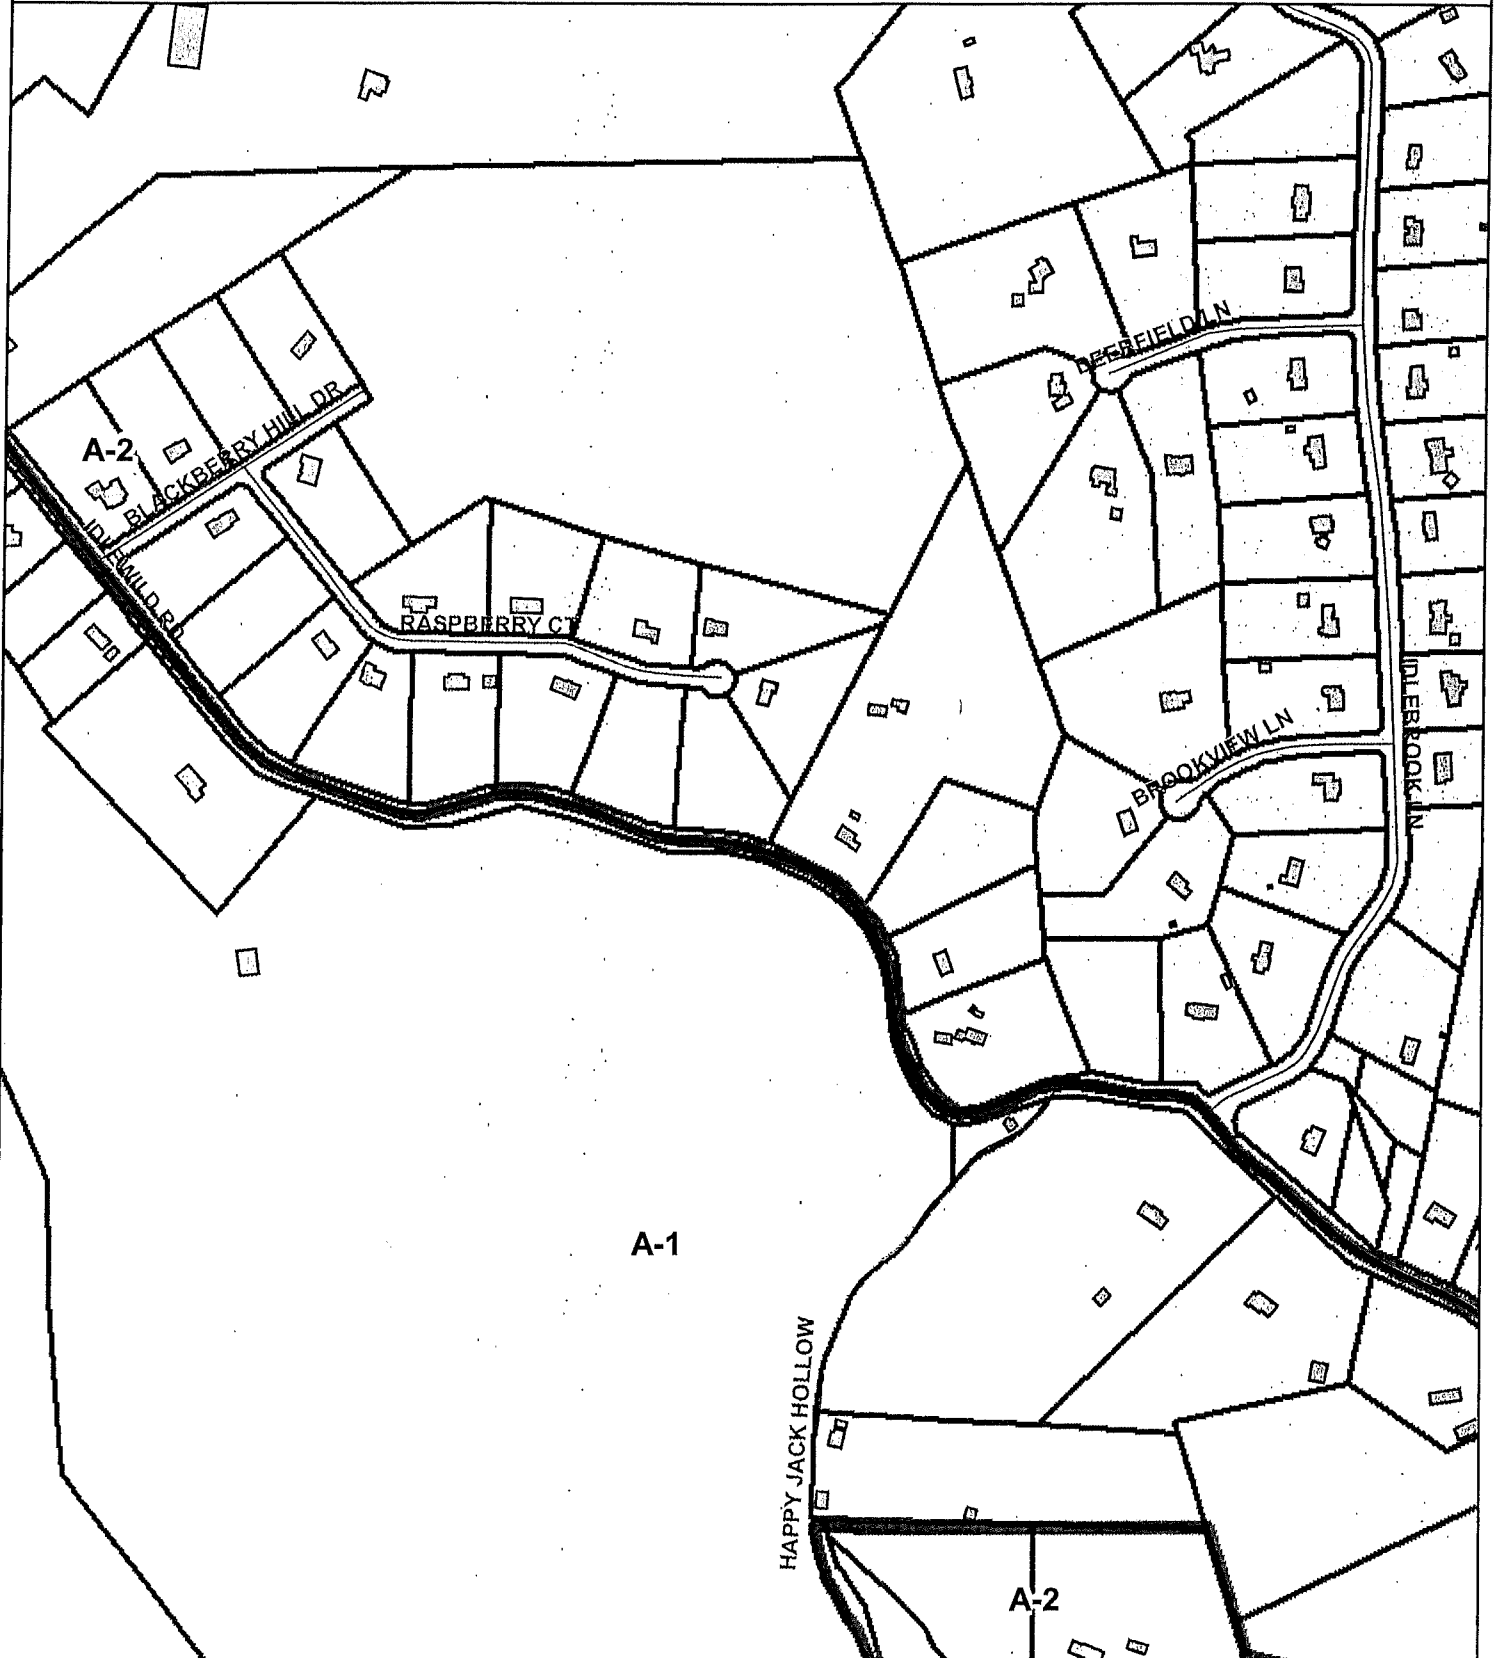 DEERFIELD LN
BLACKBERRY HILL DR
A-2
IDLEWILD RD
RASPBERRY CT
BROOKVIEW LN
IDLEBROOK LN
A-1
HAPPY JACK HOLLOW
A-2